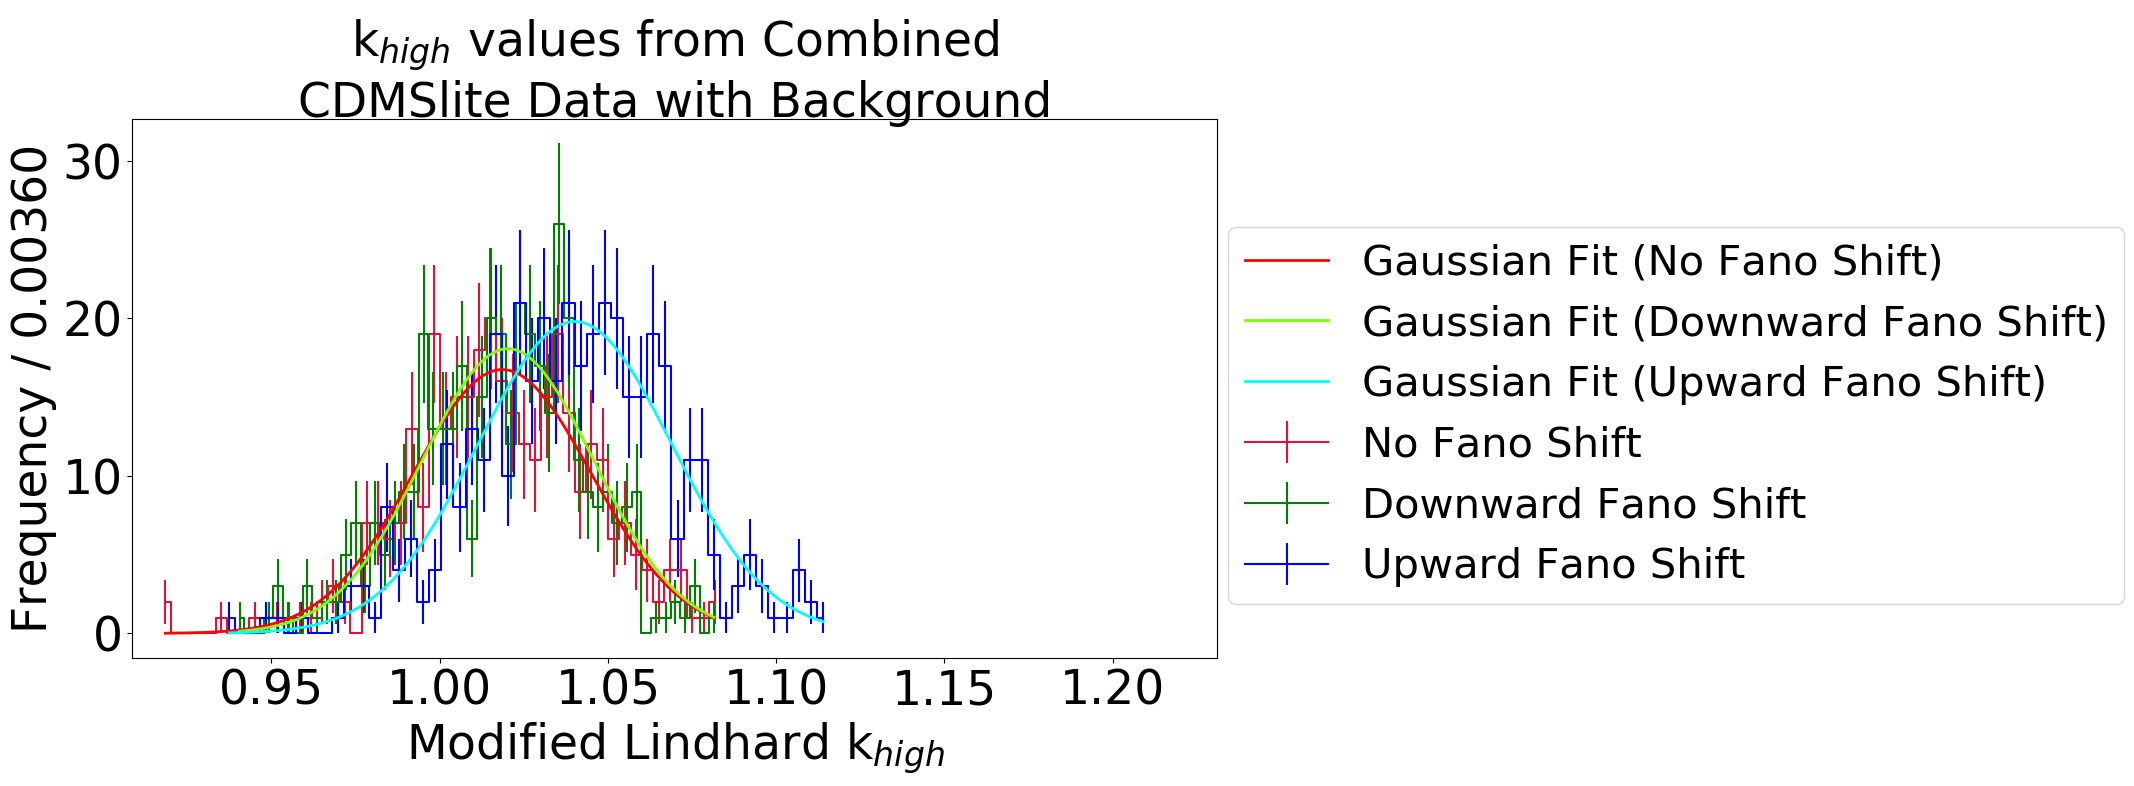 k_high values from Combined
CDMSlite Data with Background
Frequency / 0.00360
30
20
10
0
0.95 1.00 1.05 1.10 1.15 1.20
Modified Lindhard k_high
Gaussian Fit (No Fano Shift)
Gaussian Fit (Downward Fano Shift)
Gaussian Fit (Upward Fano Shift)
No Fano Shift
Downward Fano Shift
Upward Fano Shift